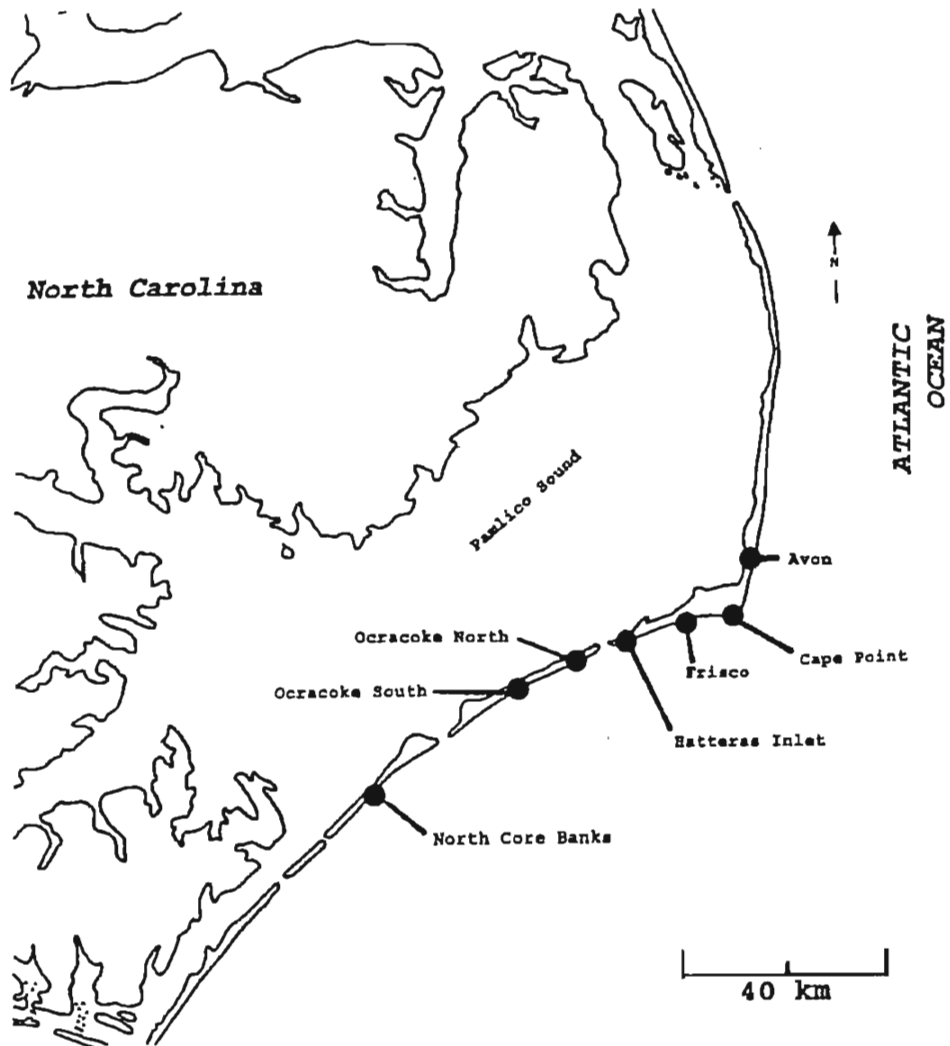 North Carolina
N
ATLANTIC
OCEAN
Pamlico Sound
Avon
Ocracoke North
Cape Point
Frisco
Ocracoke South
Hatteras Inlet
North Core Banks
40 km